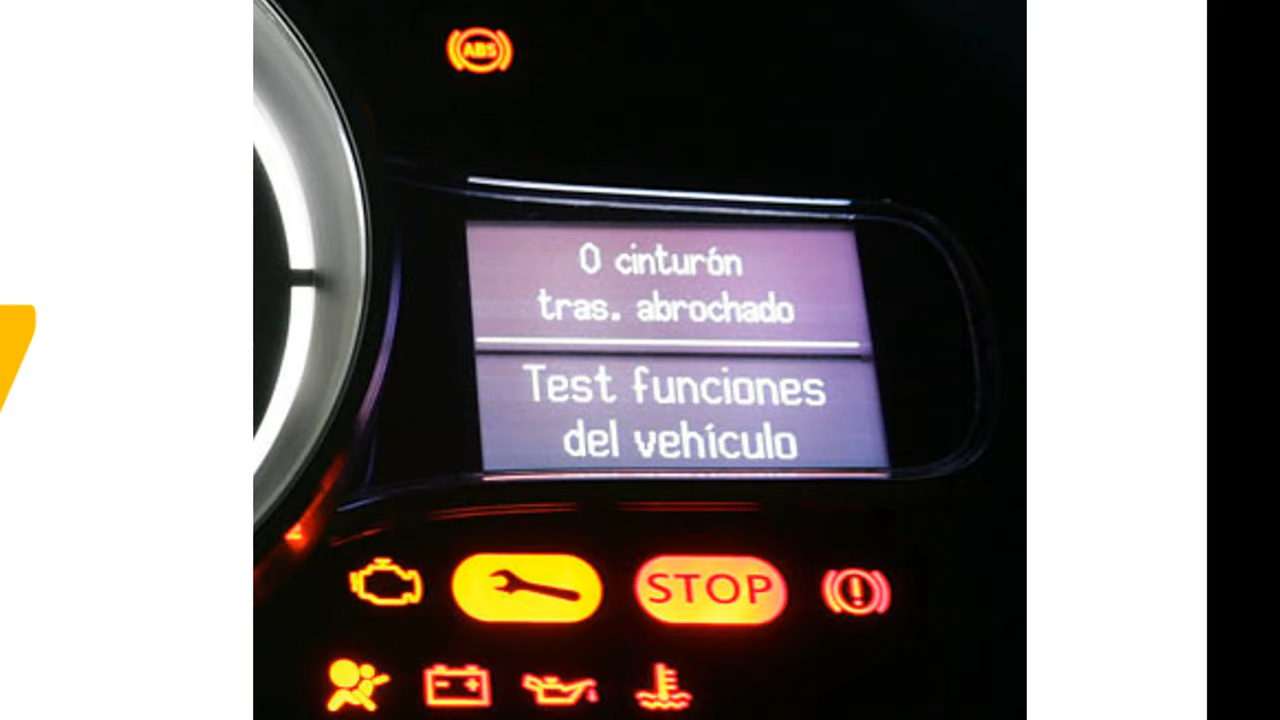 ABS
0 cinturón
tras. abrochado
Test funciones
del vehículo
STOP